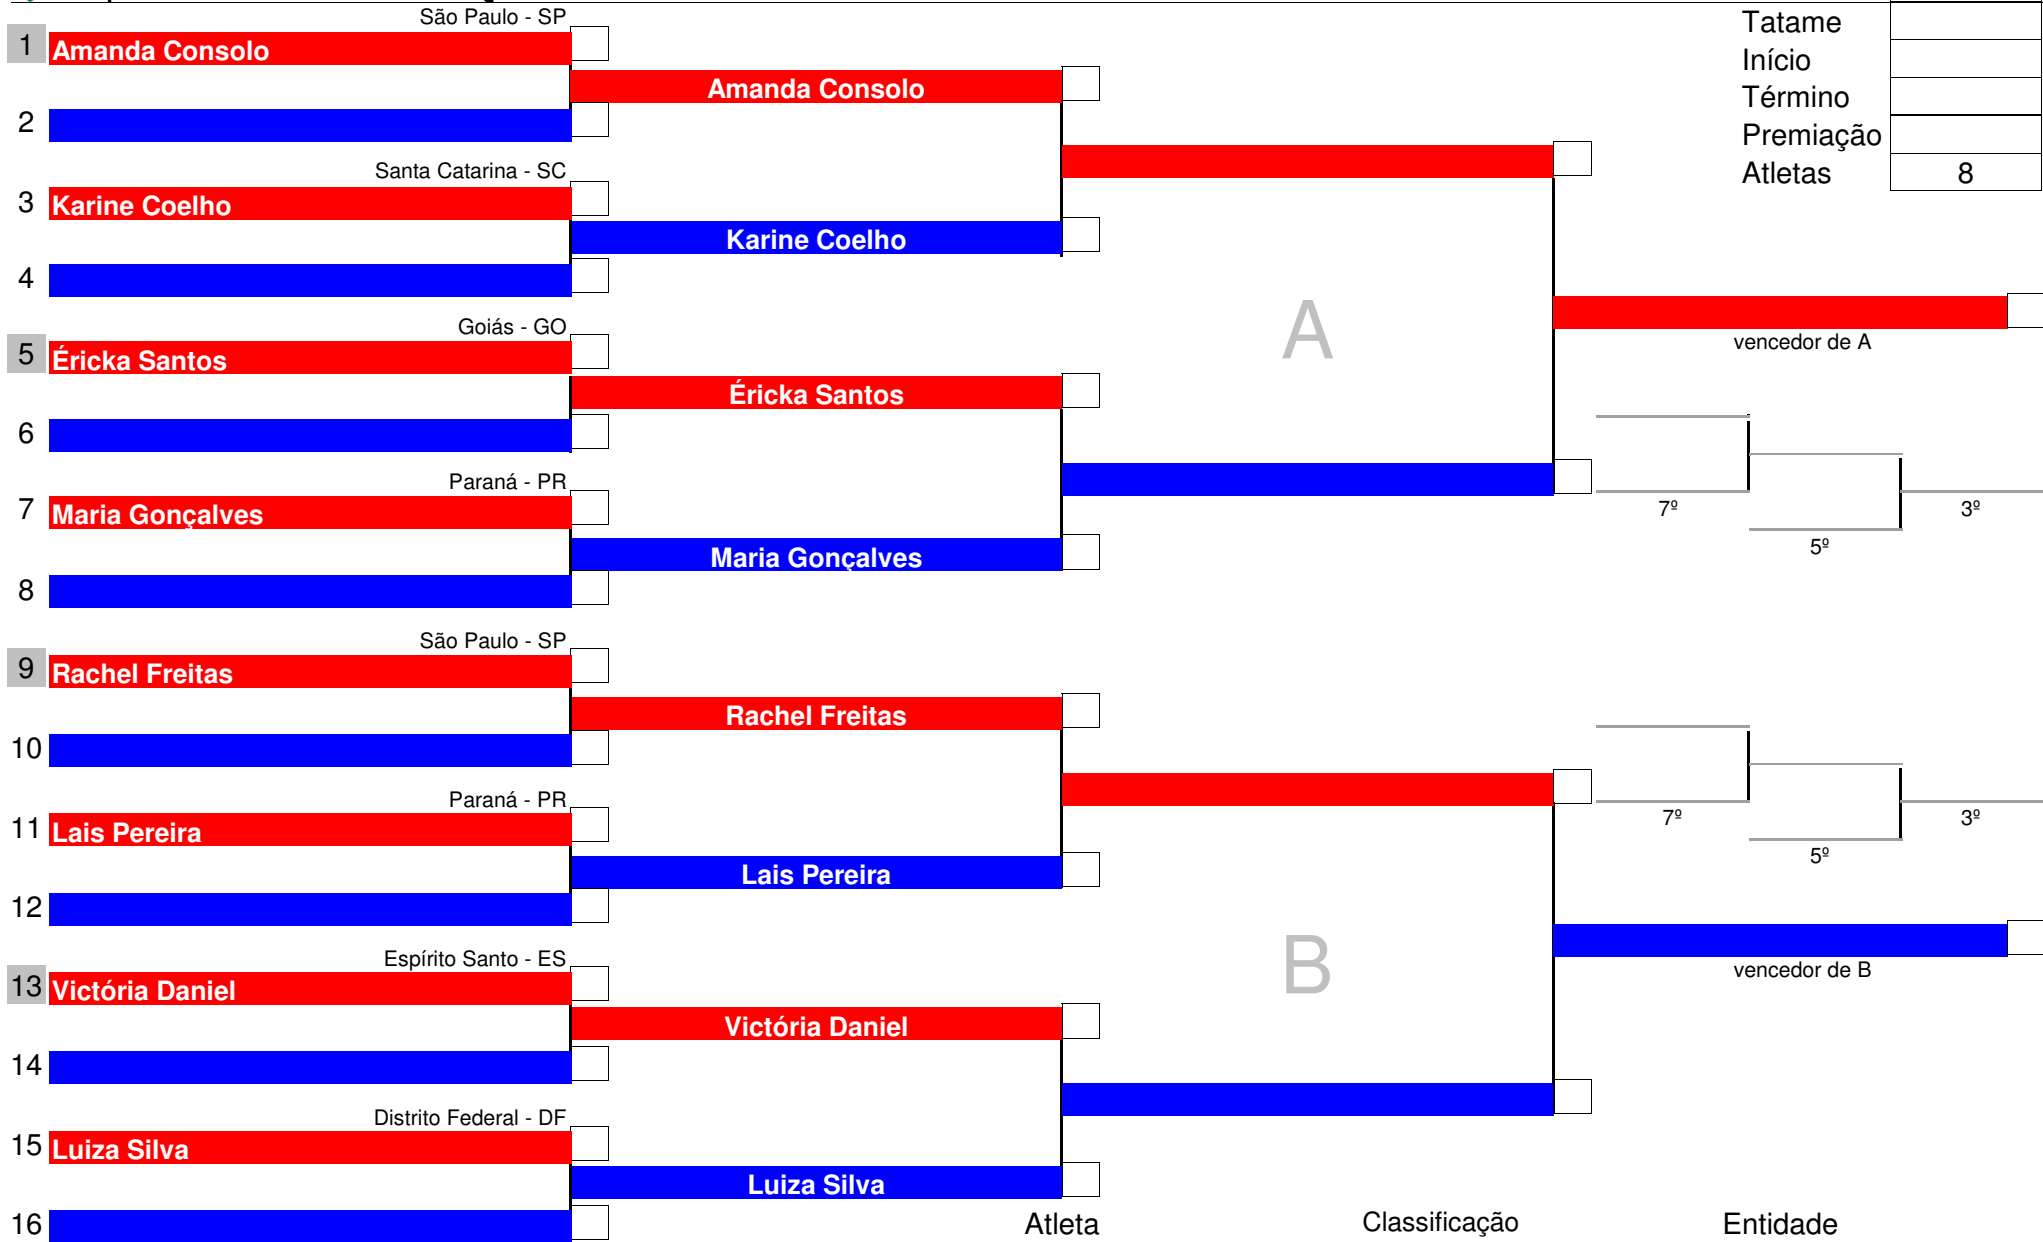 São Paulo - SP
Tatame
1 Amanda Consolo
Início
Amanda Consolo
Término
2
Premiação
Santa Catarina - SC
Atletas 8
3 Karine Coelho
Karine Coelho
4
A
Goiás - GO
vencedor de A
5 Éricka Santos
Éricka Santos
6
Paraná - PR
7 Maria Gonçalves
7º 3º
5º
Maria Gonçalves
8
São Paulo - SP
9 Rachel Freitas
Rachel Freitas
10
Paraná - PR
7º 3º
11 Lais Pereira
5º
Lais Pereira
12
B
Espírito Santo - ES
vencedor de B
13 Victória Daniel
Victória Daniel
14
Distrito Federal - DF
15 Luiza Silva
Luiza Silva
16
Atleta Classificação Entidade